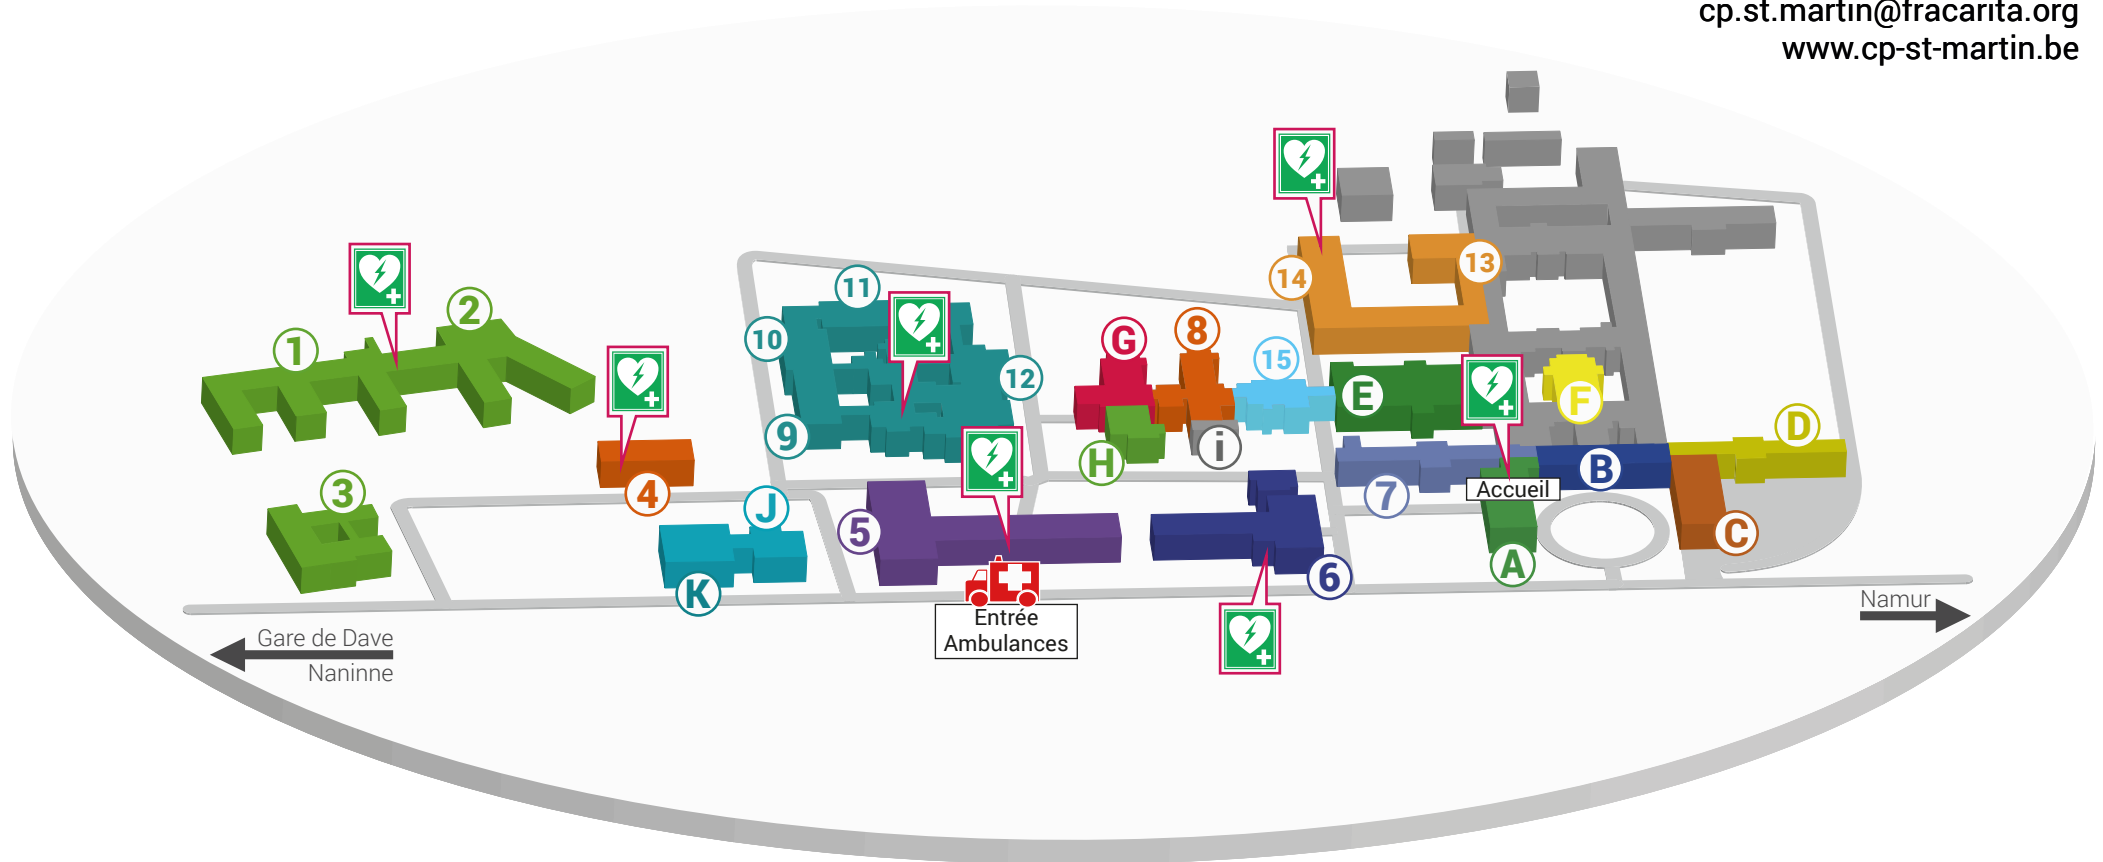 cp.st.martin@fracarita.org
www.cp-st-martin.be
1
2
3
4
5
6
7
8
9
10
11
12
13
14
15
A
B
C
D
E
F
G
H
i
J
K
Accueil
Entrée
Ambulances
Gare de Dave
Naninne
Namur